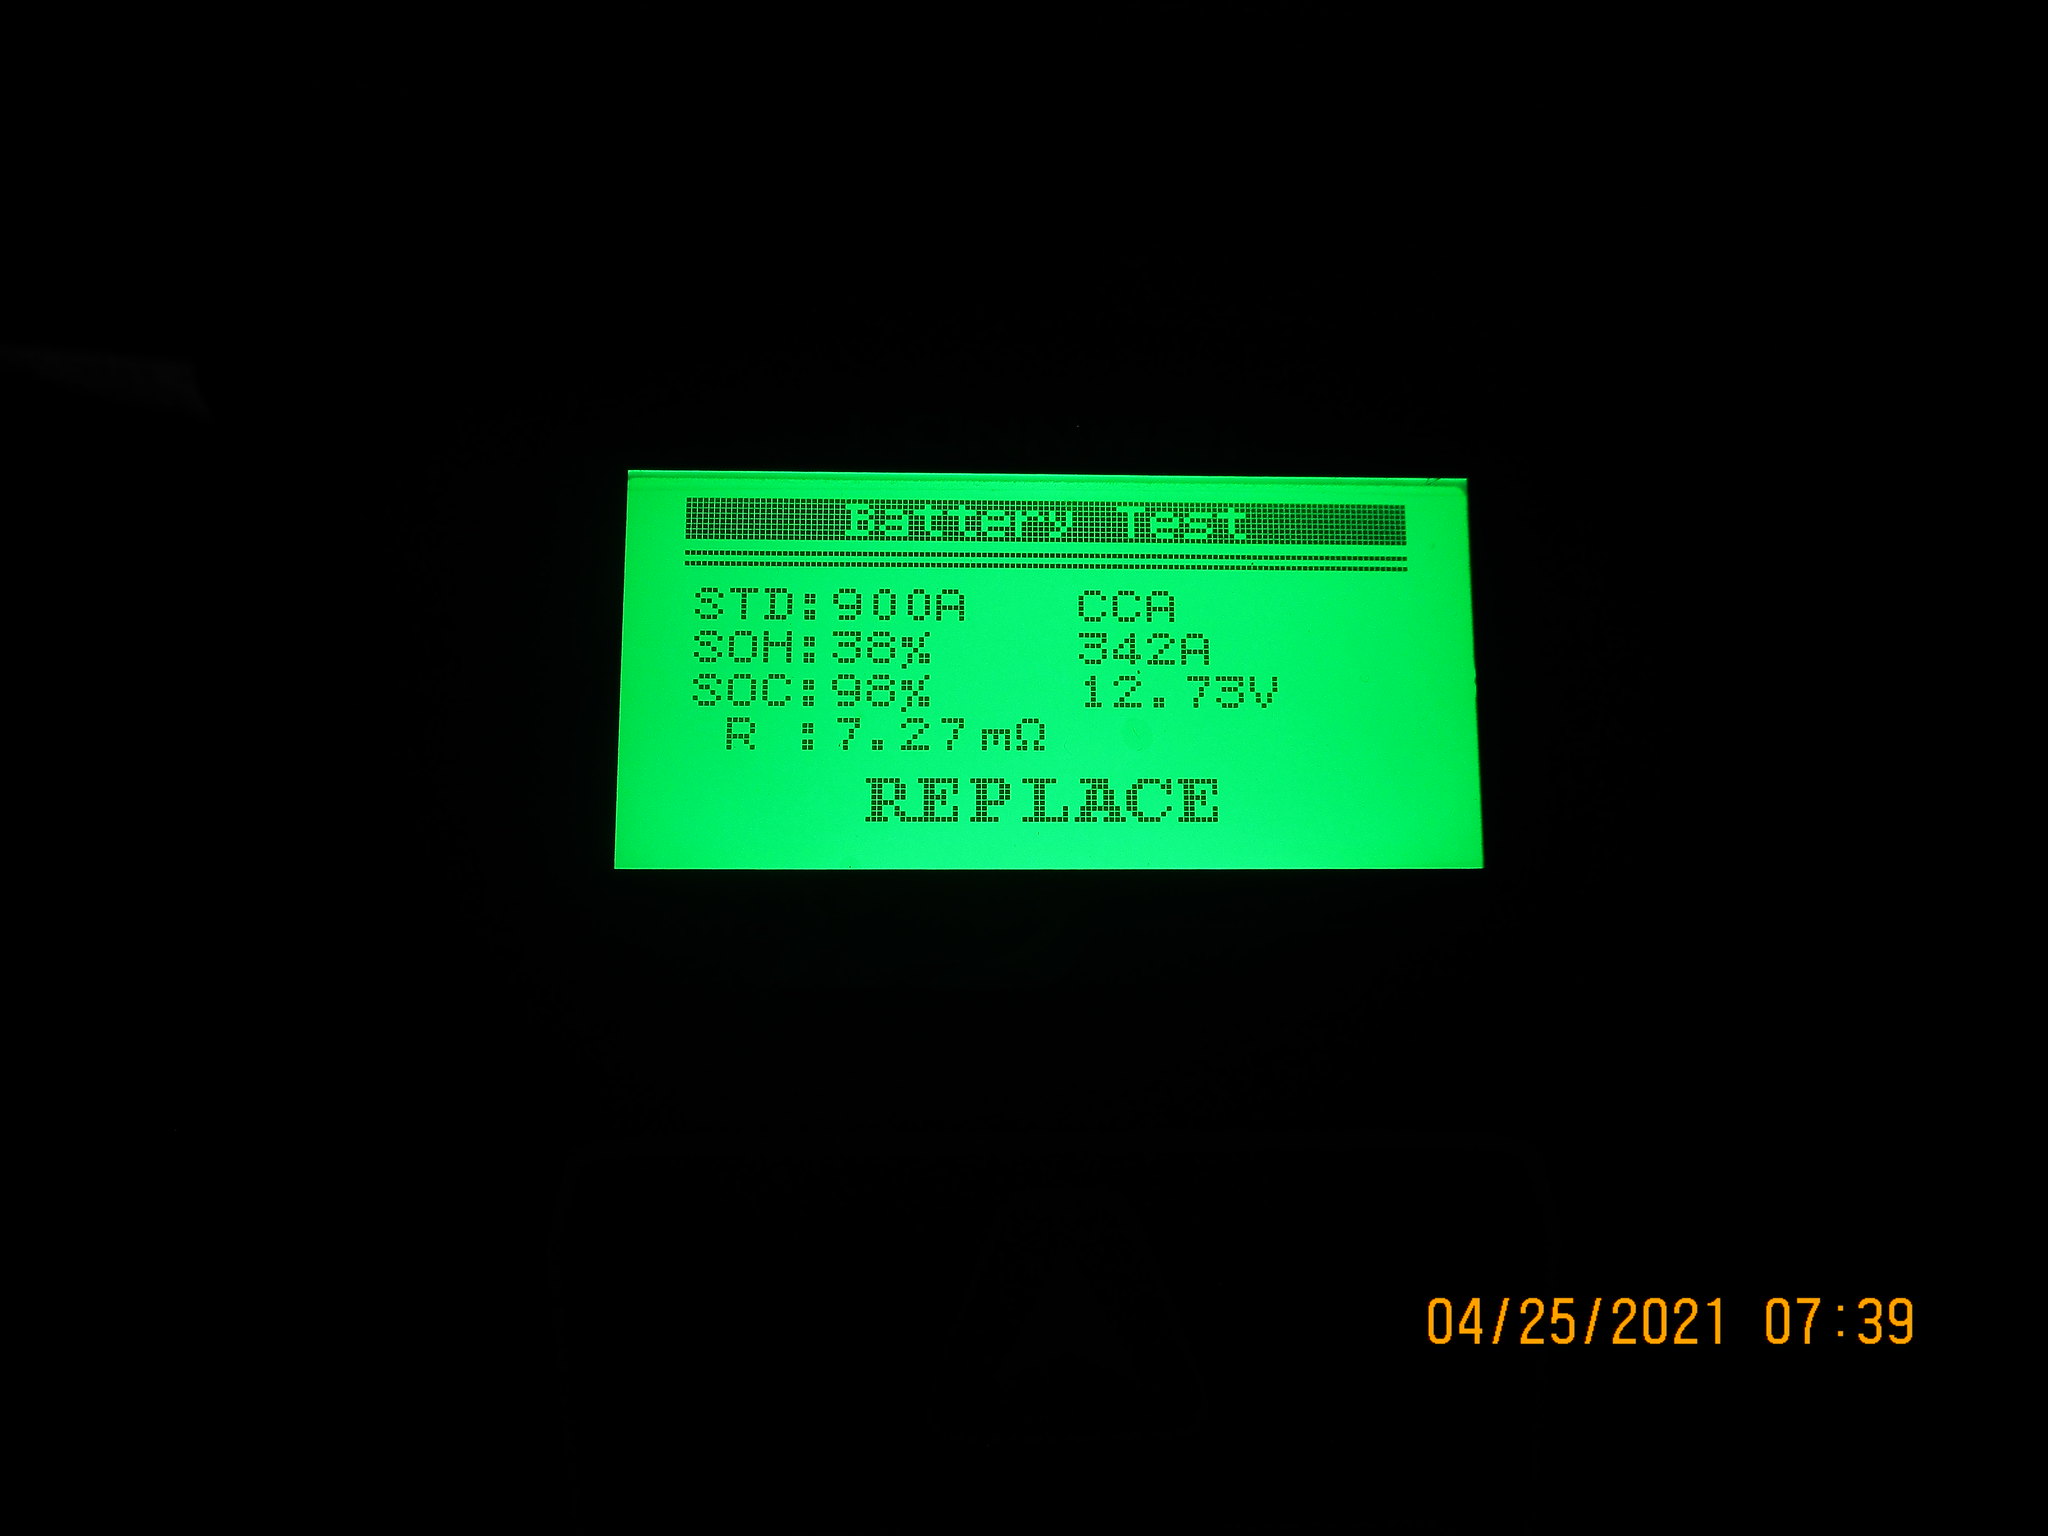 Battery Test
STD:900A CCA
SOH:38% 342A
SOC:98% 12.73V
R :7.27mΩ
REPLACE
04/25/2021 07:39